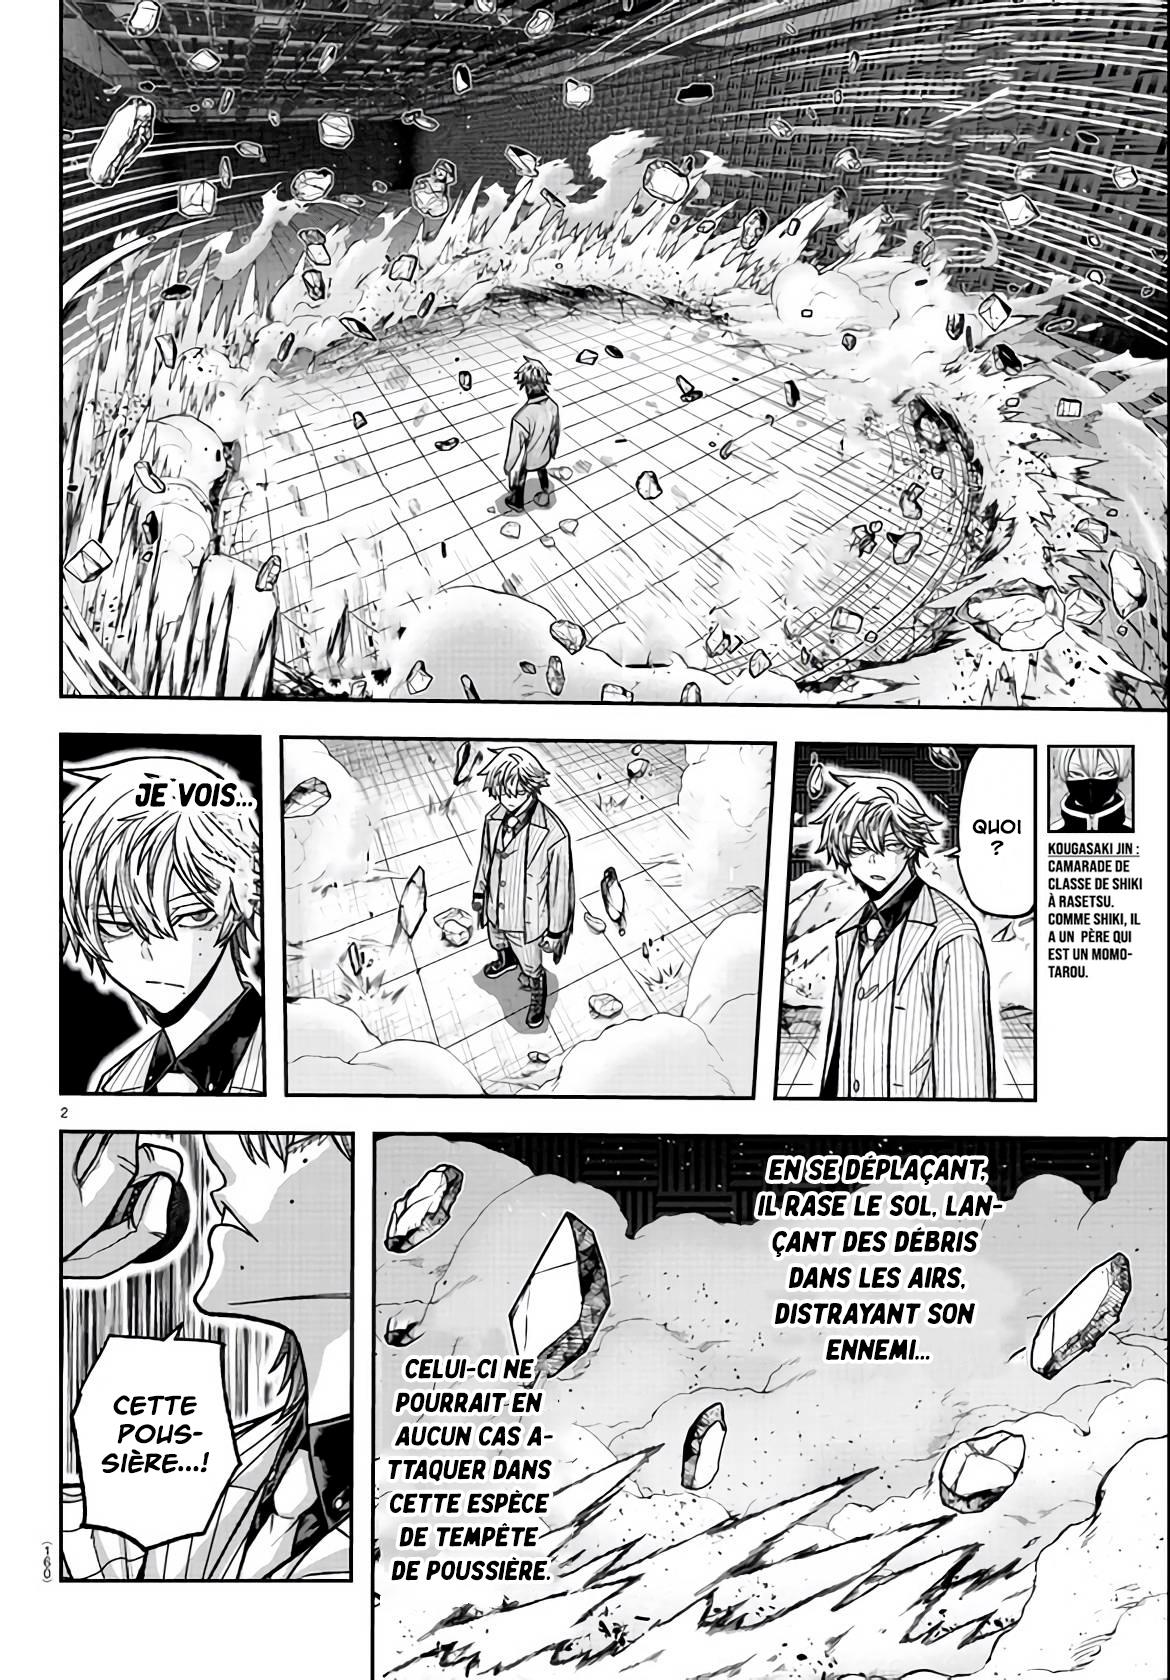 QUOI
?
KOUGASAKI JIN :
CAMARADE DE
CLASSE DE SHIKI
À RASETSU.
COMME SHIKI, IL
A UN PÈRE QUI
EST UN MOMO-
TAROU.
JE VOIS...
2
EN SE DÉPLAÇANT,
IL RASE LE SOL, LAN-
ÇANT DES DÉBRIS
DANS LES AIRS,
DISTRAYANT SON
ENNEMI...
CELUI-CI NE
POURRAIT EN
AUCUN CAS A-
TTAQUER DANS
CETTE ESPÈCE
DE TEMPÊTE
DE POUSSIÈRE.
CETTE
POUS-
SIÈRE...!
(160)